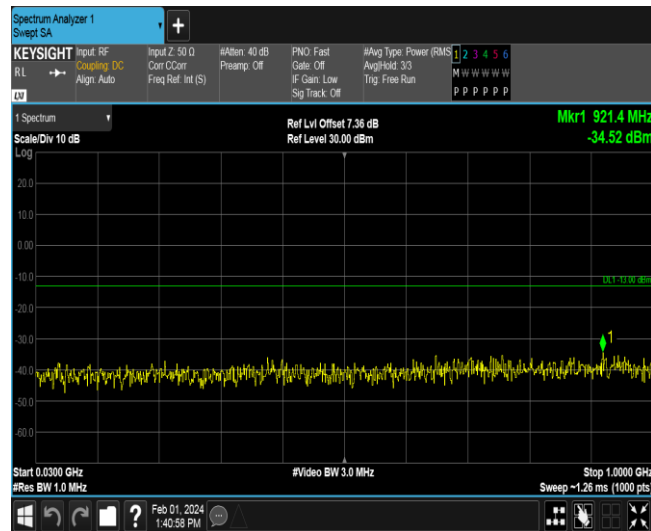 Spectrum Analyzer 1
Swept SA
+
KEYSIGHT
RL
LXI
Input: RF
Coupling: DC
Align: Auto
Input Z: 50 Ω
Corr CCorr
Freq Ref: Int (S)
#Atten: 40 dB
Preamp: Off
PNO: Fast
Gate: Off
IF Gain: Low
Sig Track: Off
#Avg Type: Power (RMS
Avg|Hold: 3/3
Trig: Free Run
1 2 3 4 5 6
M W W W W W
P P P P P P
1 Spectrum
Scale/Div 10 dB
Ref Lvl Offset 7.36 dB
Ref Level 30.00 dBm
Mkr1 921.4 MHz
-34.52 dBm
Log
20.0
10.0
0.00
-10.0
DL1 -13.00 dBm
-20.0
-30.0
1
-40.0
-50.0
-60.0
Start 0.0300 GHz
#Res BW 1.0 MHz
#Video BW 3.0 MHz
Stop 1.0000 GHz
Sweep ~1.26 ms (1000 pts)
?
Feb 01, 2024
1:40:58 PM